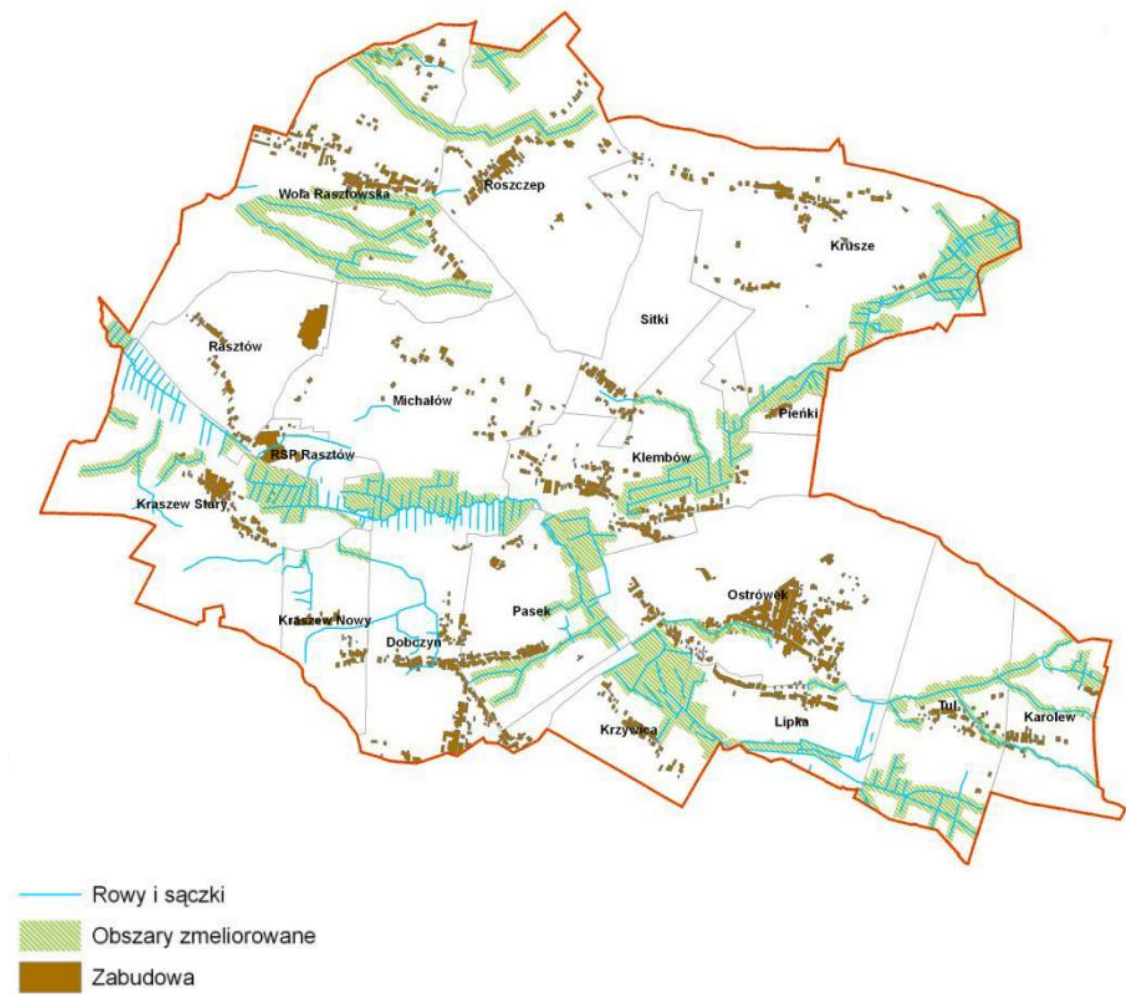 Roszczep
Wola Rasztowska
Krusze
Sitki
Rasztów
Michałów
Pieńki
RSP Rasztów
Klembów
Kraszew Stary
Ostrówek
Pasek
Kraszew Nowy
Dobczyn
Tul
Karolew
Lipka
Krzywica
Rowy i sączki
Obszary zmeliorowane
Zabudowa